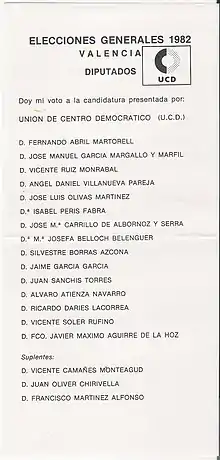 ELECCIONES GENERALES 1982
VALENCIA
DIPUTADOS
UCD
Doy mi voto a la candidatura presentada por:
UNION DE CENTRO DEMOCRATICO (U.C.D.)
D. FERNANDO ABRIL MARTORELL
D. JOSE MANUEL GARCIA MARGALLO Y MARFIL
D. VICENTE RUIZ MONRABAL
D. ANGEL DANIEL VILLANUEVA PAREJA
D. JOSE LUIS OLIVAS MARTINEZ
D.ª ISABEL PERIS FABRA
D. JOSE M.ª CARRILLO DE ALBORNOZ Y SERRA
D.ª M.ª JOSEFA BELLOCH BELENGUER
D. SILVESTRE BORRAS AZCONA
D. JAIME GARCIA GARCIA
D. JUAN SANCHIS TORRES
D. ALVARO ATIENZA NAVARRO
D. RICARDO DARIES LACORREA
D. VICENTE SOLER RUFINO
D. FCO. JAVIER MAXIMO AGUIRRE DE LA HOZ
Suplentes:
D. VICENTE CAMAÑES MONTEAGUD
D. JUAN OLIVER CHIRIVELLA
D. FRANCISCO MARTINEZ ALFONSO